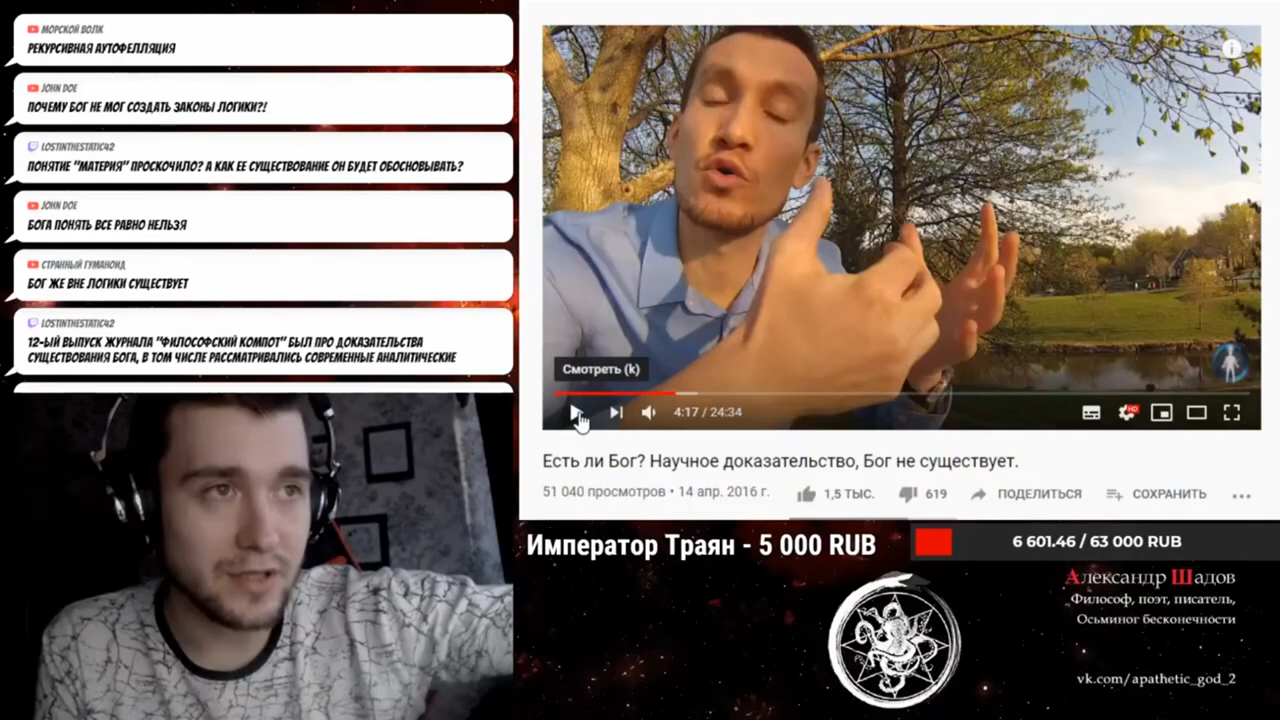 МОРСКОЙ ВОЛК
РЕКУРСИВНАЯ АУТОФЕЛЛЯЦИЯ
JOHN DOE
ПОЧЕМУ БОГ НЕ МОГ СОЗДАТЬ ЗАКОНЫ ЛОГИКИ?!
LOSTINTHESTATIC42
ПОНЯТИЕ "МАТЕРИЯ" ПРОСКОЧИЛО? А КАК ЕЕ СУЩЕСТВОВАНИЕ ОН БУДЕТ ОБОСНОВЫВАТЬ?
JOHN DOE
БОГА ПОНЯТЬ ВСЕ РАВНО НЕЛЬЗЯ
СТРАННЫЙ ГУМАНОИД
БОГ ЖЕ ВНЕ ЛОГИКИ СУЩЕСТВУЕТ
LOSTINTHESTATIC42
12-ЫЙ ВЫПУСК ЖУРНАЛА "ФИЛОСОФСКИЙ КОМПОТ" БЫЛ ПРО ДОКАЗАТЕЛЬСТВА
СУЩЕСТВОВАНИЯ БОГА, В ТОМ ЧИСЛЕ РАССМАТРИВАЛИСЬ СОВРЕМЕННЫЕ АНАЛИТИЧЕСКИЕ
Смотреть (k)
4:17 / 24:34
HD
Есть ли Бог? Научное доказательство, Бог не существует.
51 040 просмотров • 14 апр. 2016 г.
1,5 ТЫС.
619
ПОДЕЛИТЬСЯ
СОХРАНИТЬ
Император Траян - 5 000 RUB
6 601.46 / 63 000 RUB
Александр Шадов
Философ, поэт, писатель,
Осьминог бесконечности
vk.com/apathetic_god_2